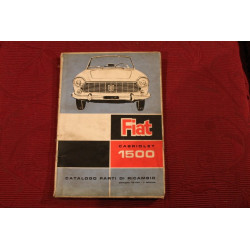 Fiat
CABRIOLET
1500
CATALOGO PARTI DI RICAMBIO